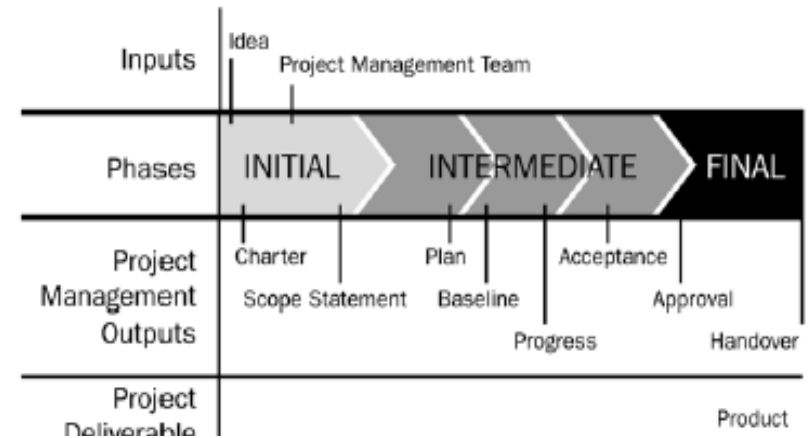 Idea
Inputs
Project Management Team
Phases
INITIAL
INTERMEDIATE
FINAL
Project
Management
Outputs
Charter
Plan
Acceptance
Scope Statement
Baseline
Approval
Progress
Handover
Project
Deliverable
Product